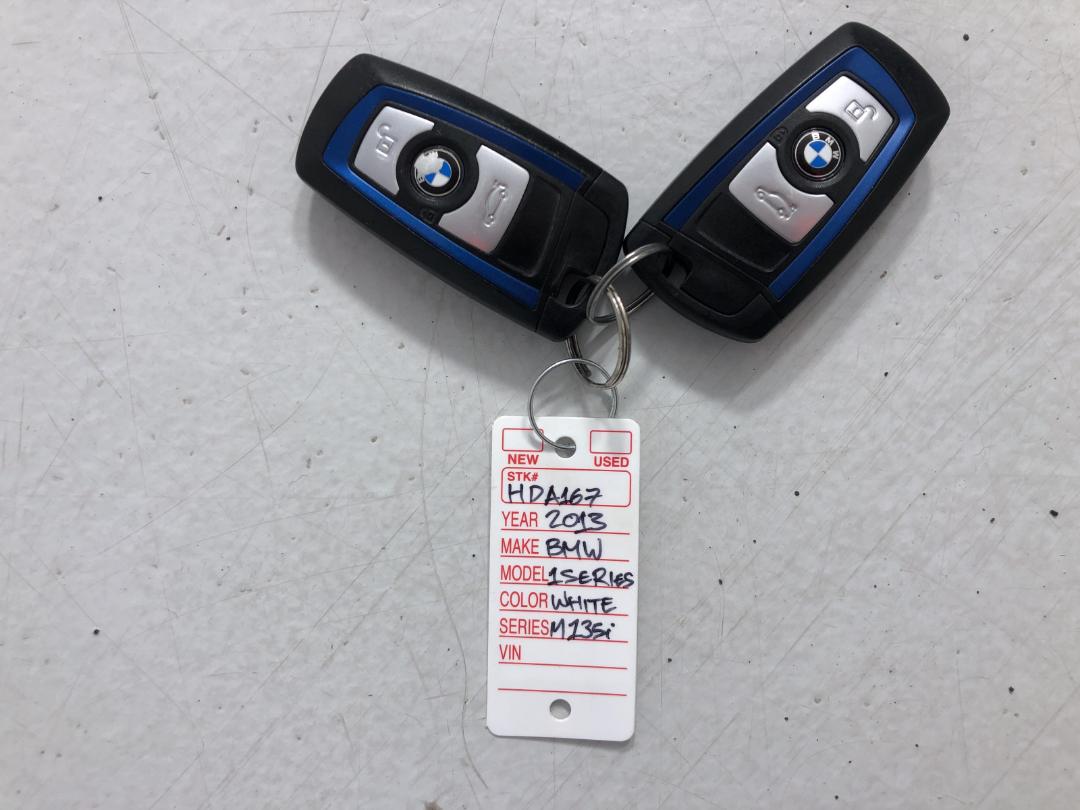 BMW
BMW
NEW USED
STK#
HDA167
YEAR 2013
MAKE BMW
MODEL 1SERIES
COLOR WHITE
SERIES M135i
VIN